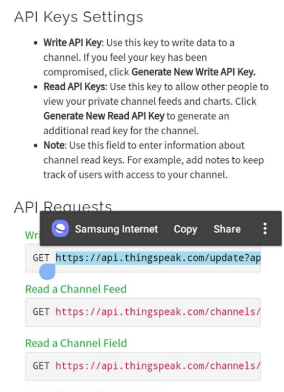 API Keys Settings
• Write API Key: Use this key to write data to a
channel. If you feel your key has been
compromised, click Generate New Write API Key.
• Read API Keys: Use this key to allow other people to
view your private channel feeds and charts. Click
Generate New Read API Key to generate an
additional read key for the channel.
• Note: Use this field to enter information about
channel read keys. For example, add notes to keep
track of users with access to your channel.
API Requests
Samsung Internet Copy Share
GET https://api.thingspeak.com/update?ap
Read a Channel Feed
GET https://api.thingspeak.com/channels/
Read a Channel Field
GET https://api.thingspeak.com/channels/